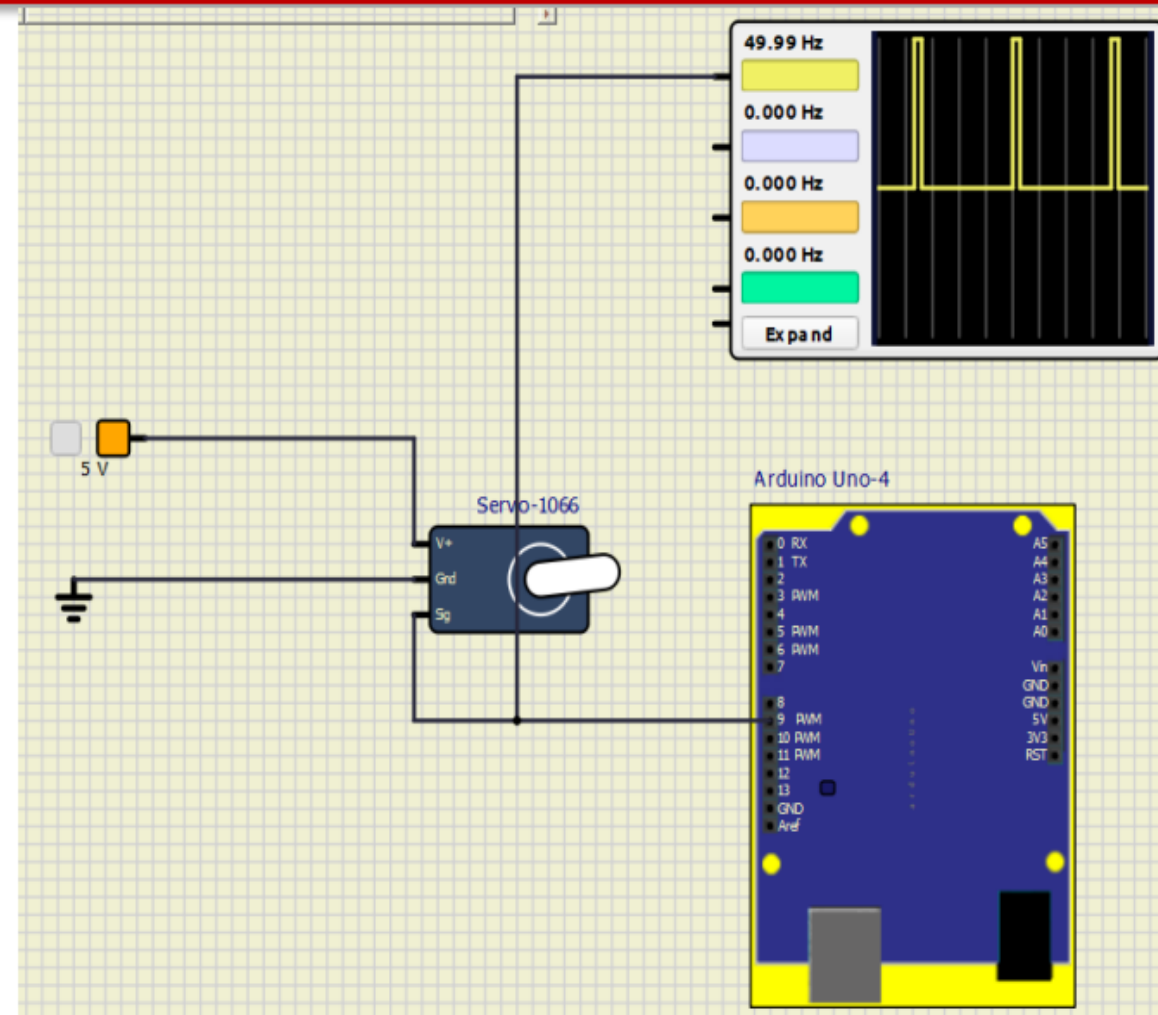 49.99 Hz
0.000 Hz
0.000 Hz
0.000 Hz
Expand
5 V
Servo-1066
V+
Gnd
Sig
Arduino Uno-4
0 RX
1 TX
2
3 PWM
4
5 PWM
6 PWM
7
8
9 PWM
10 PWM
11 PWM
12
13
GND
Aref
A5
A4
A3
A2
A1
A0
Vin
GND
GND
5V
3V3
RST